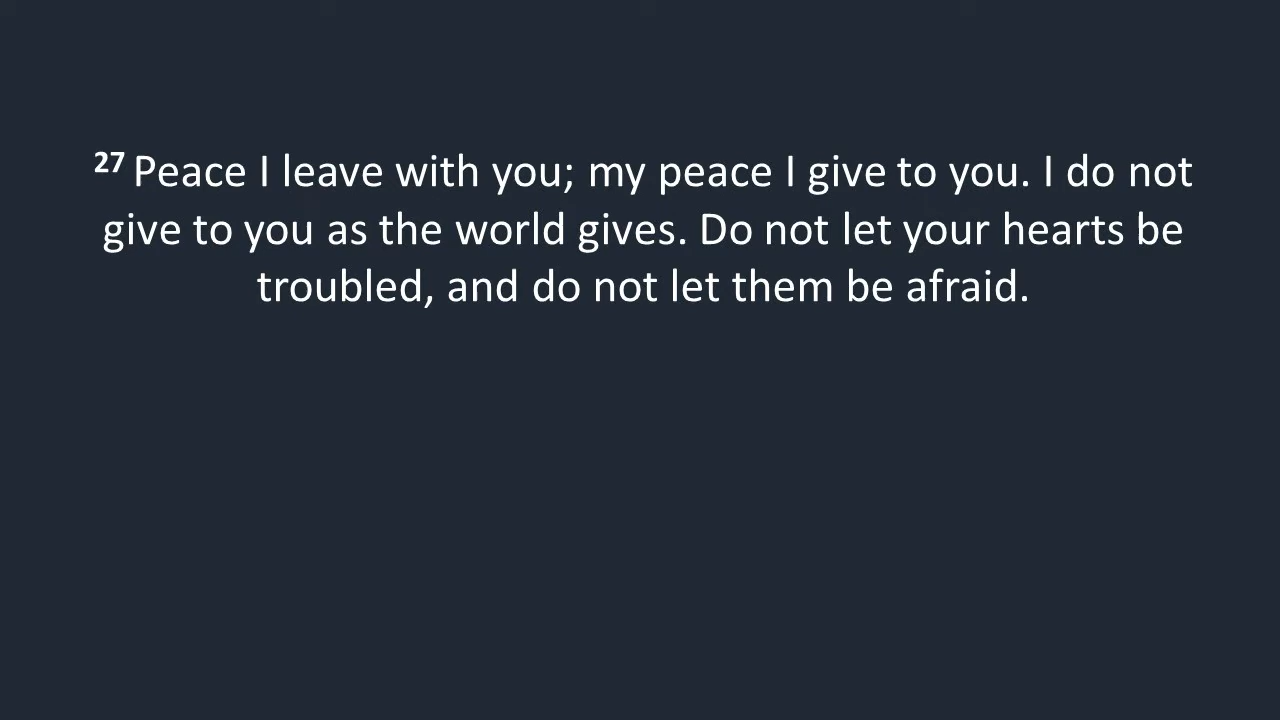 27 Peace I leave with you; my peace I give to you. I do not
give to you as the world gives. Do not let your hearts be
troubled, and do not let them be afraid.